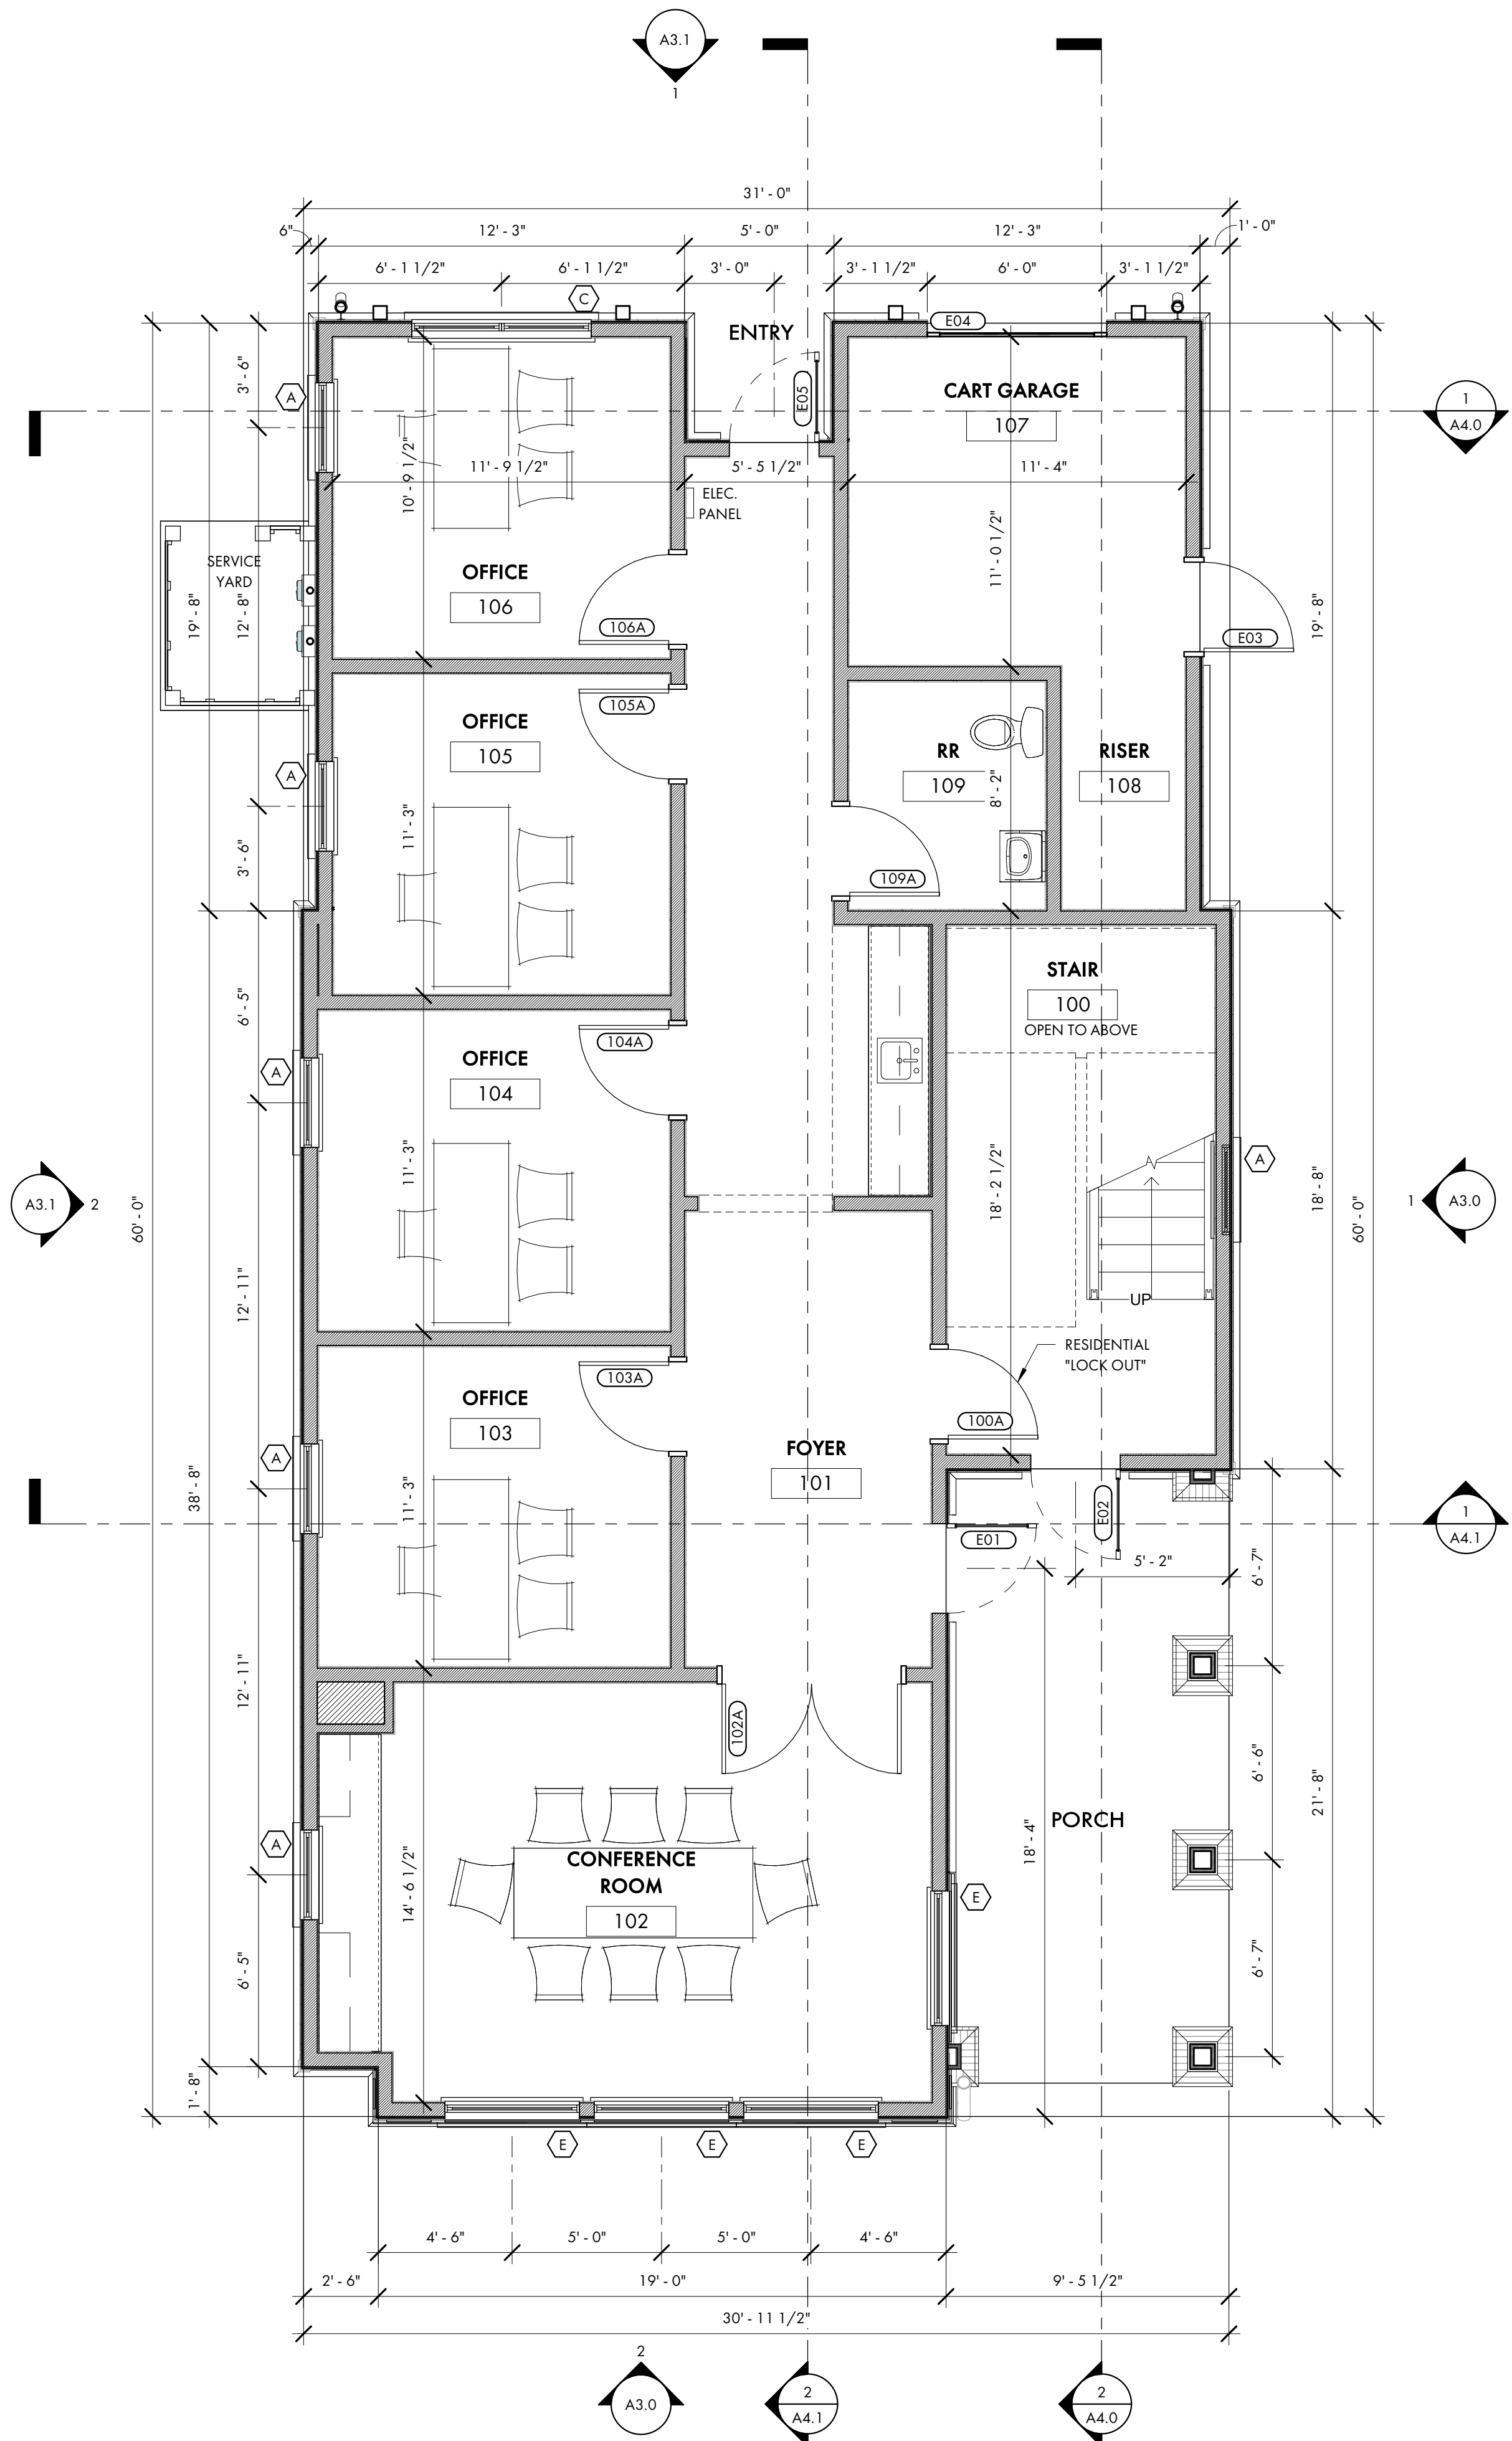 A3.1
1
31' - 0"
6"
12' - 3"
5' - 0"
12' - 3"
1' - 0"
6' - 1 1/2"
6' - 1 1/2"
3' - 0"
3' - 1 1/2"
6' - 0"
3' - 1 1/2"
C
E04
ENTRY
3' - 6"
A
E05
CART GARAGE
107
1
A4.0
10' - 9 1/2"
11' - 9 1/2"
5' - 5 1/2"
11' - 4"
ELEC.
PANEL
11' - 0 1/2"
SERVICE
YARD
OFFICE
106
19' - 8"
12' - 8"
19' - 8"
106A
E03
105A
OFFICE
105
RR
109
8' - 2"
RISER
108
A
11' - 3"
3' - 6"
109A
STAIR
100
OPEN TO ABOVE
6' - 5"
104A
OFFICE
104
A
11' - 3"
18' - 2 1/2"
A
18' - 8"
A3.1
2
60' - 0"
60' - 0"
1
A3.0
12' - 11"
UP
RESIDENTIAL
"LOCK OUT"
103A
OFFICE
103
100A
FOYER
101
A
38' - 8"
11' - 3"
E02
E01
1
A4.1
5' - 2"
6' - 7"
12' - 11"
102A
6' - 6"
21' - 8"
PORCH
18' - 4"
A
CONFERENCE
ROOM
102
14' - 6 1/2"
E
6' - 5"
6' - 7"
1' - 8"
E
E
E
4' - 6"
5' - 0"
5' - 0"
4' - 6"
2' - 6"
19' - 0"
9' - 5 1/2"
30' - 11 1/2"
2
A3.0
2
A4.1
2
A4.0